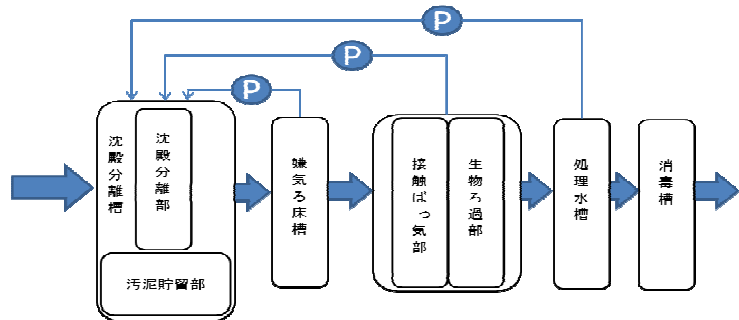 P
P
P
沈殿分離槽
沈殿分離部
汚泥貯留部
嫌気ろ床槽
接触ばっ気部
生物ろ過部
処理水槽
消毒槽